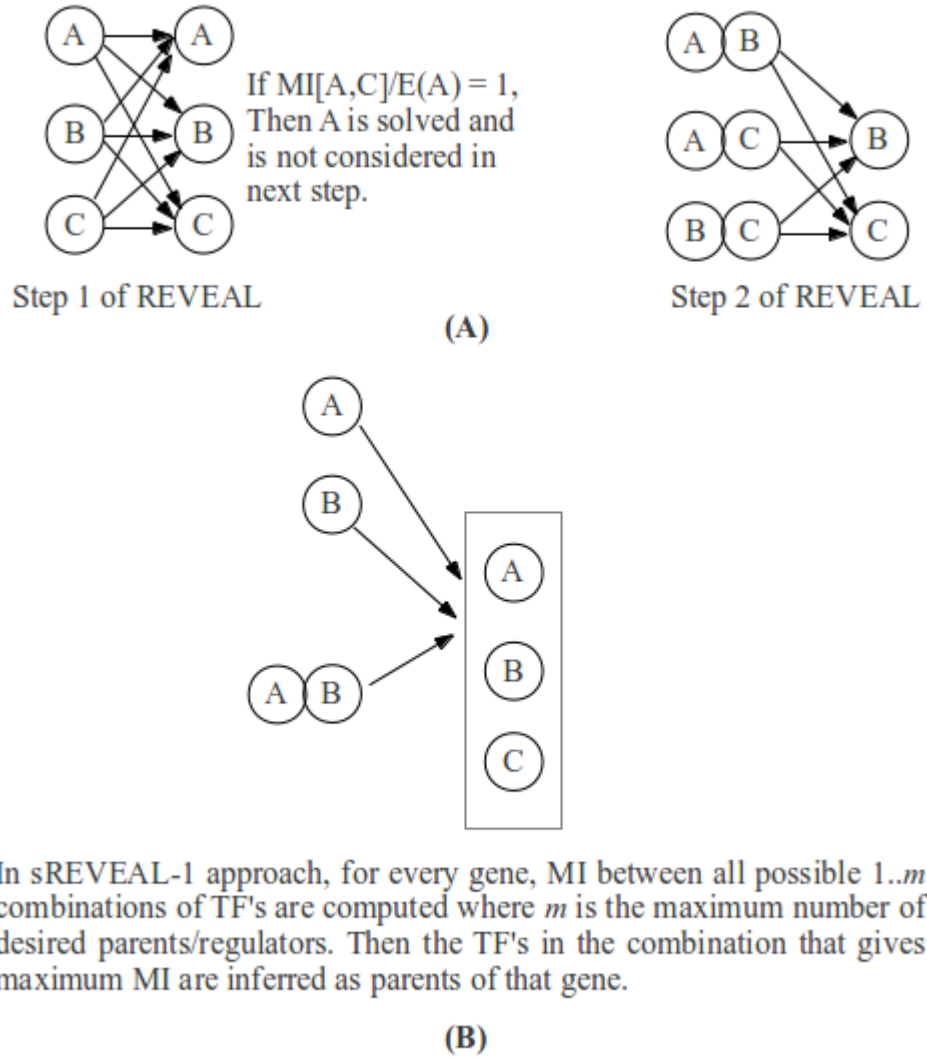 A A
If MI[A,C]/E(A) = 1,
Then A is solved and
is not considered in
next step.
B B
C C
Step 1 of REVEAL
A B
A C
B C
B
C
Step 2 of REVEAL
(A)
A
B
A B
A
B
C
In sREVEAL-1 approach, for every gene, MI between all possible 1..m
combinations of TF's are computed where m is the maximum number of
desired parents/regulators. Then the TF's in the combination that gives
maximum MI are inferred as parents of that gene.
(B)